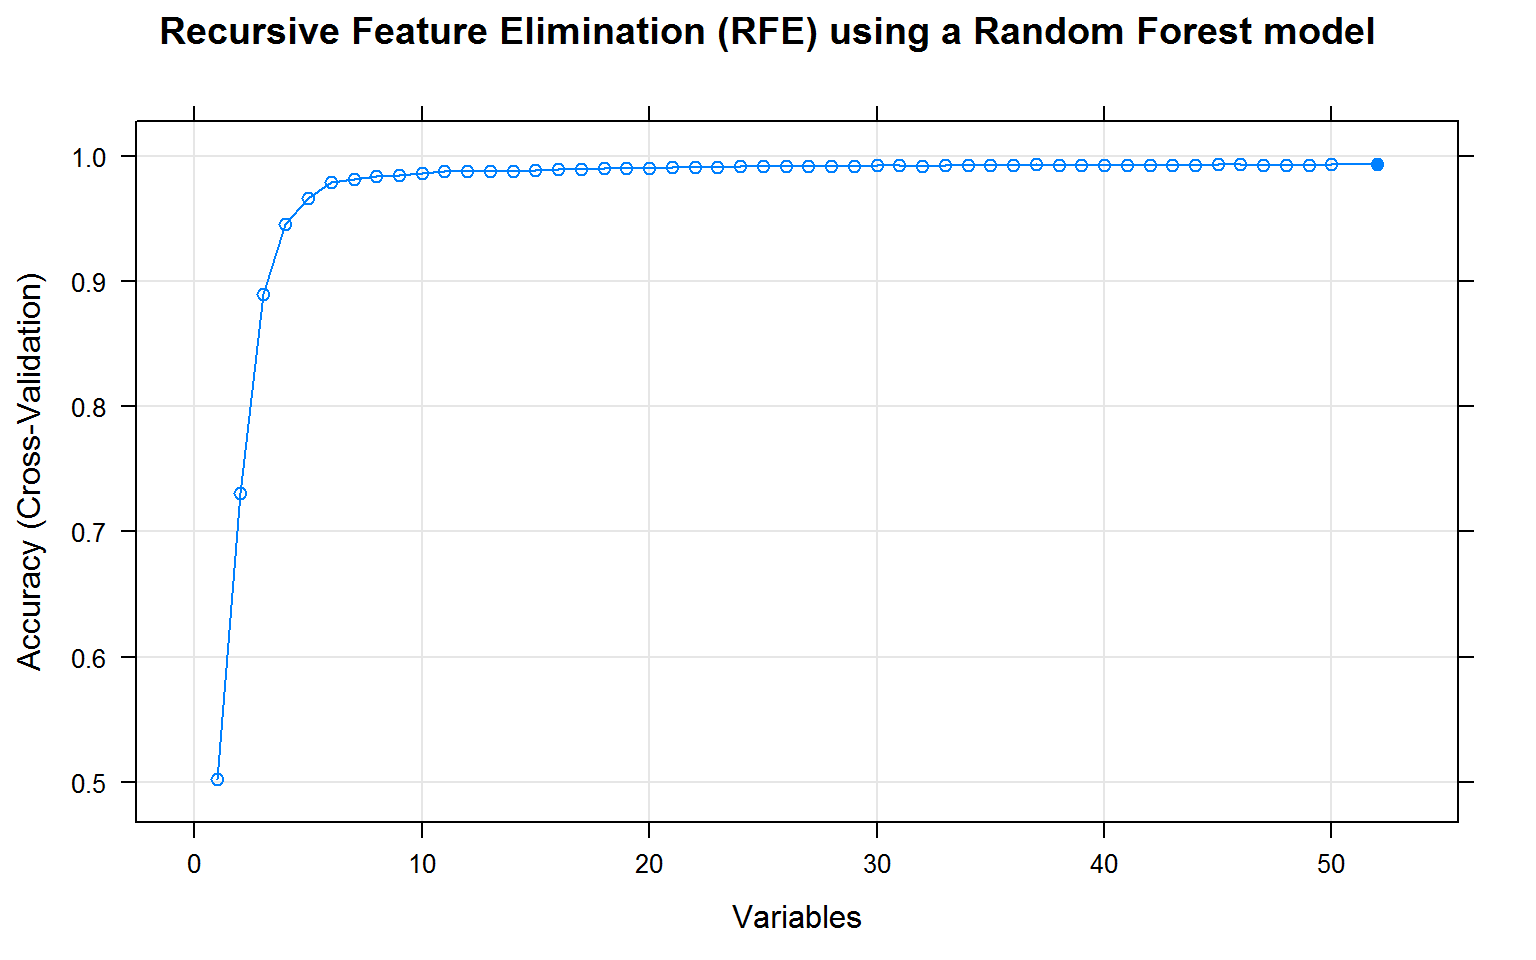 Recursive Feature Elimination (RFE) using a Random Forest model
Accuracy (Cross-Validation)
1.0
0.9
0.8
0.7
0.6
0.5
0 10 20 30 40 50
Variables